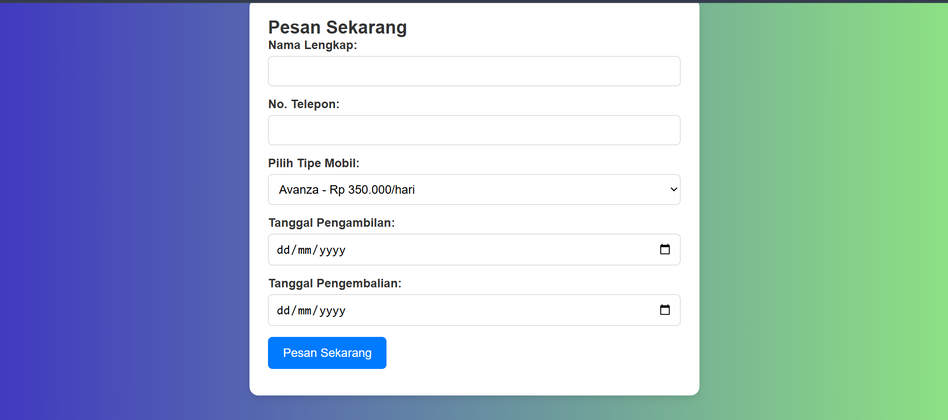 Pesan Sekarang
Nama Lengkap:
No. Telepon:
Pilih Tipe Mobil:
Avanza - Rp 350.000/hari
Tanggal Pengambilan:
dd/mm/yyyy
Tanggal Pengembalian:
dd/mm/yyyy
Pesan Sekarang